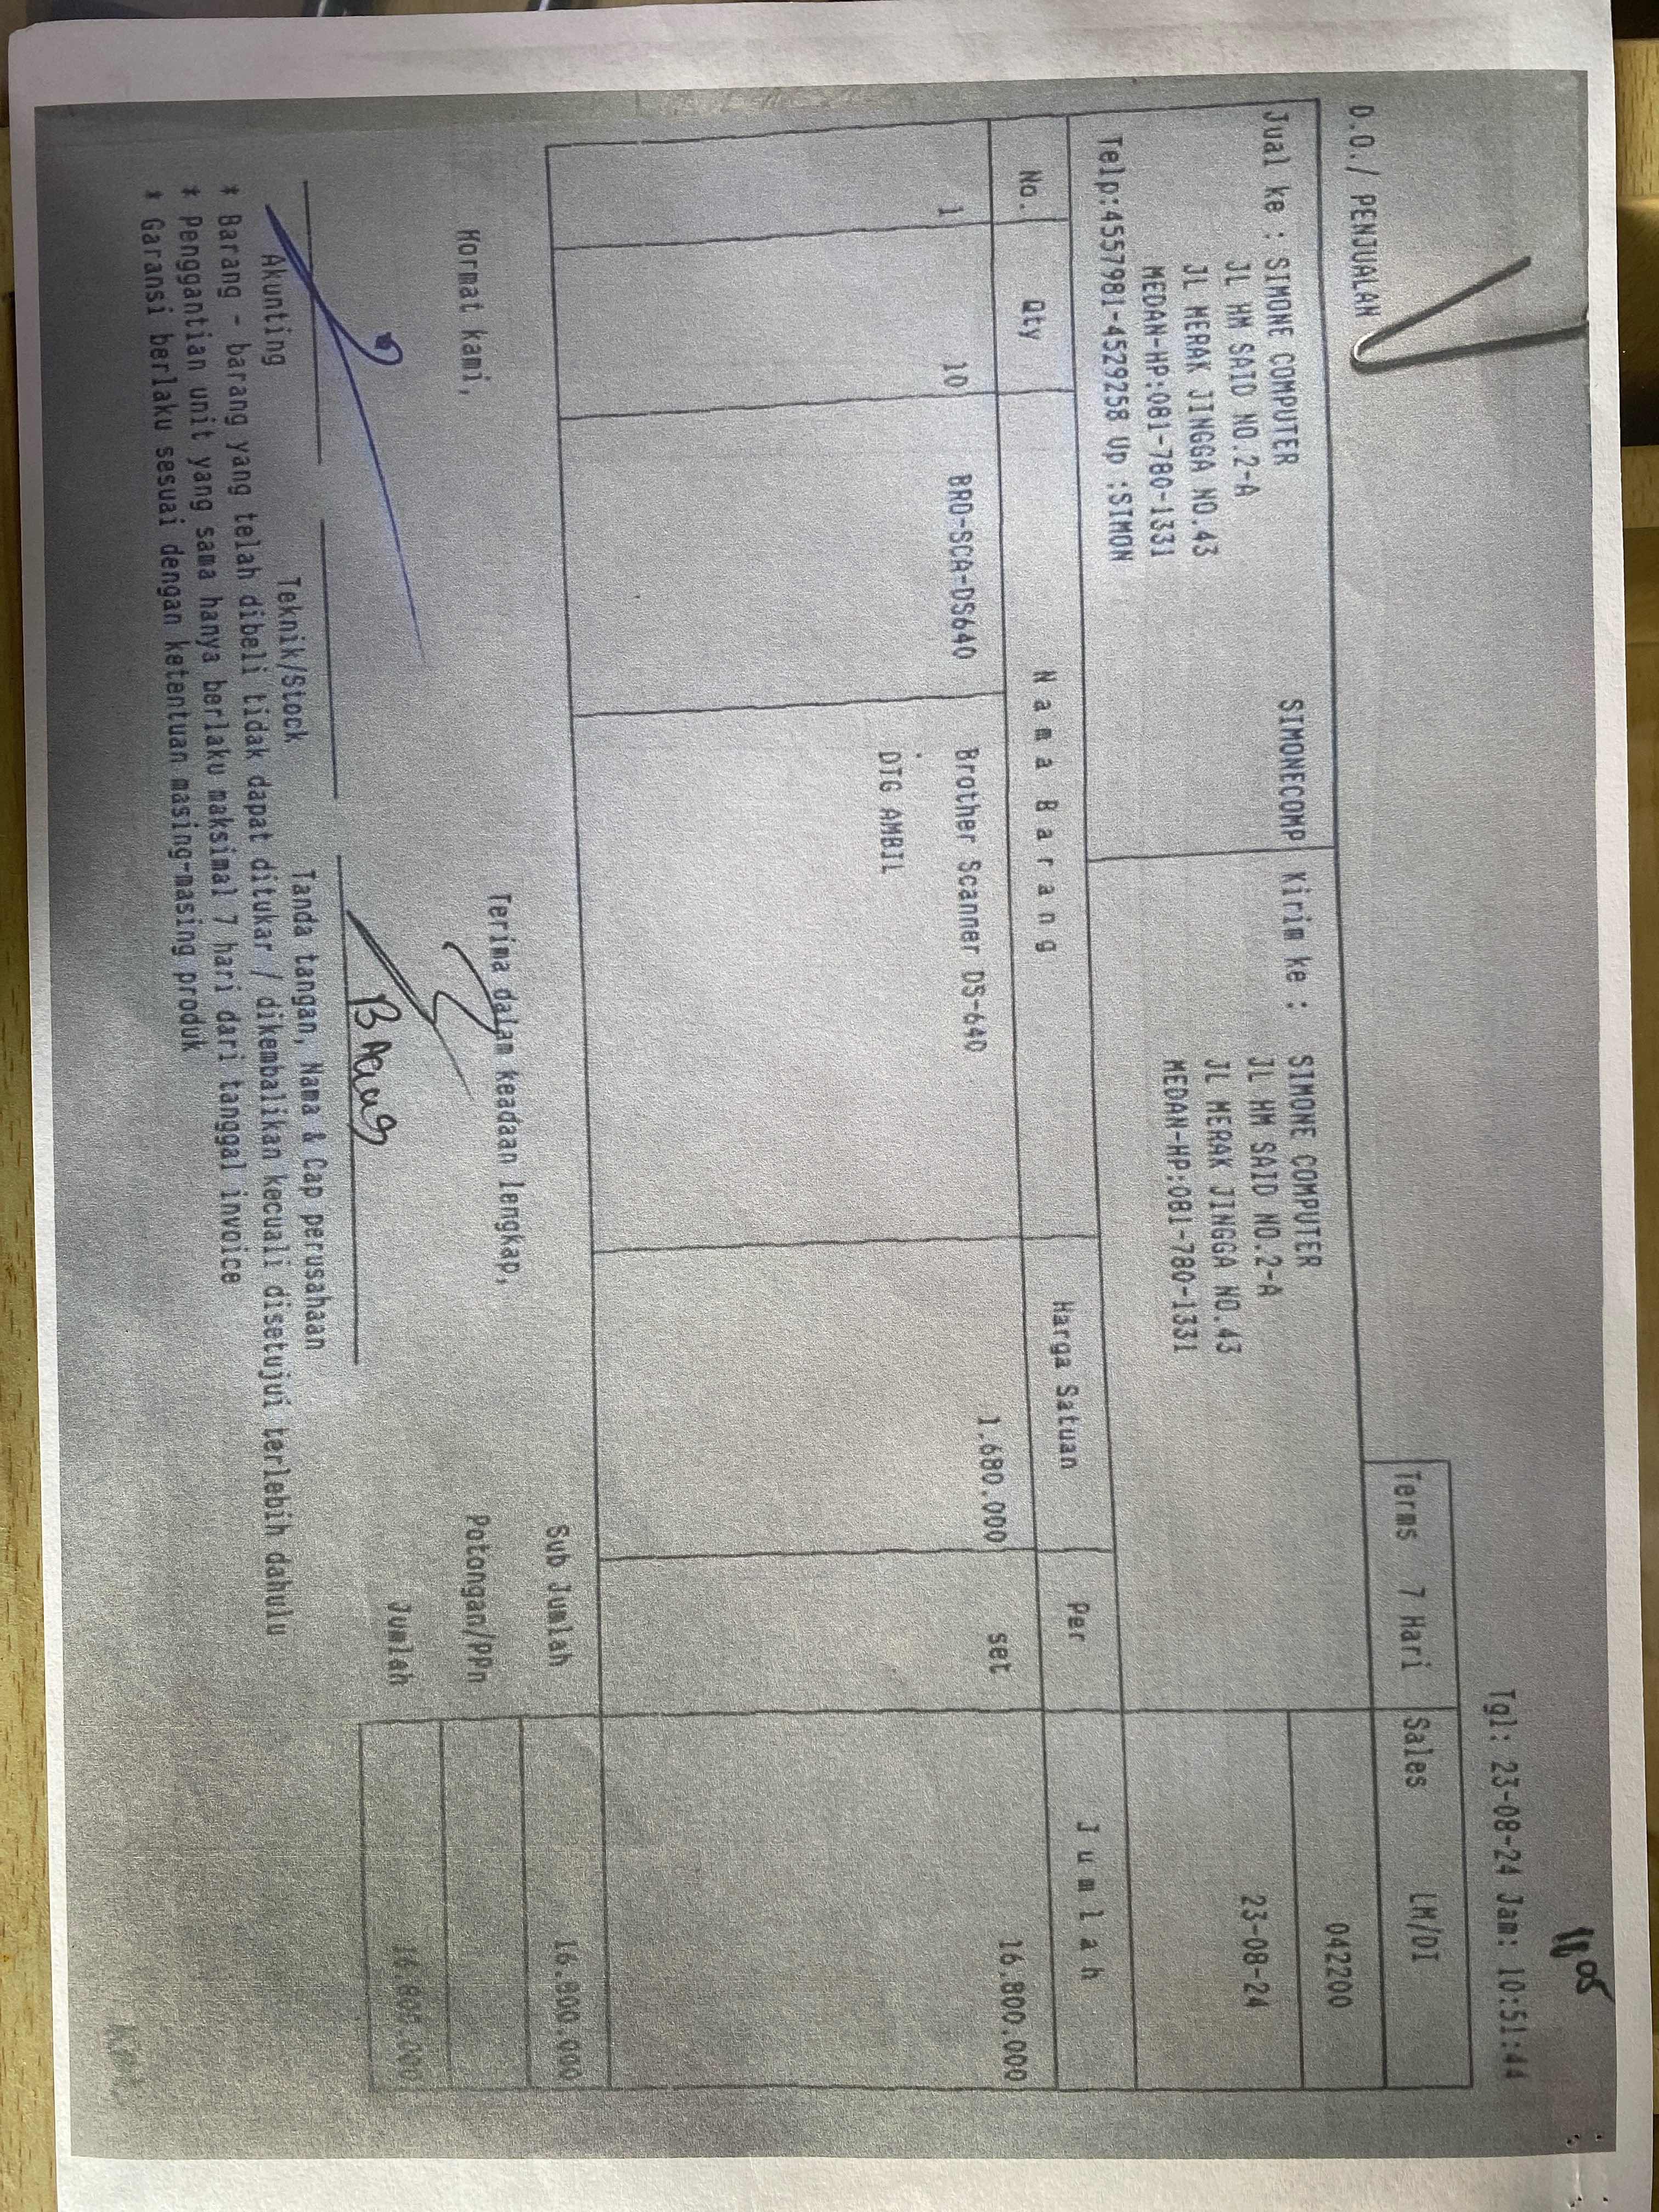 Tgl: 23-08-24 Jam: 10:51:44
D.O./ PENJUALAN
Terms 7 Hari Sales LM/DI
042200
23-08-24
Jual ke : SIMONE COMPUTER SIMONECOMP
JL HM SAID NO.2-A
JL MERAK JINGGA NO.43
MEDAN-HP:081-780-1331
Telp:4557981-4529258 Up :SIMON
Kirim ke : SIMONE COMPUTER
JL HM SAID NO.2-A
JL MERAK JINGGA NO.43
MEDAN-HP:081-780-1331
No. Qty Nama Barang Harga Satuan Per Jumlah
1 10 BRO-SCA-DS640 Brother Scanner DS-640 1.680.000 set 16.800.000
DTG AMBIL
Sub Jumlah 16.800.000
Potongan/PPn
Jumlah 16.800.000
Hormat kami,
Terima dalam keadaan lengkap,
Akunting Teknik/Stock Tanda tangan, Nama & Cap perusahaan
* Barang - barang yang telah dibeli tidak dapat ditukar / dikembalikan kecuali disetujui terlebih dahulu
* Penggantian unit yang sama hanya berlaku maksimal 7 hari dari tanggal invoice
* Garansi berlaku sesuai dengan ketentuan masing-masing produk